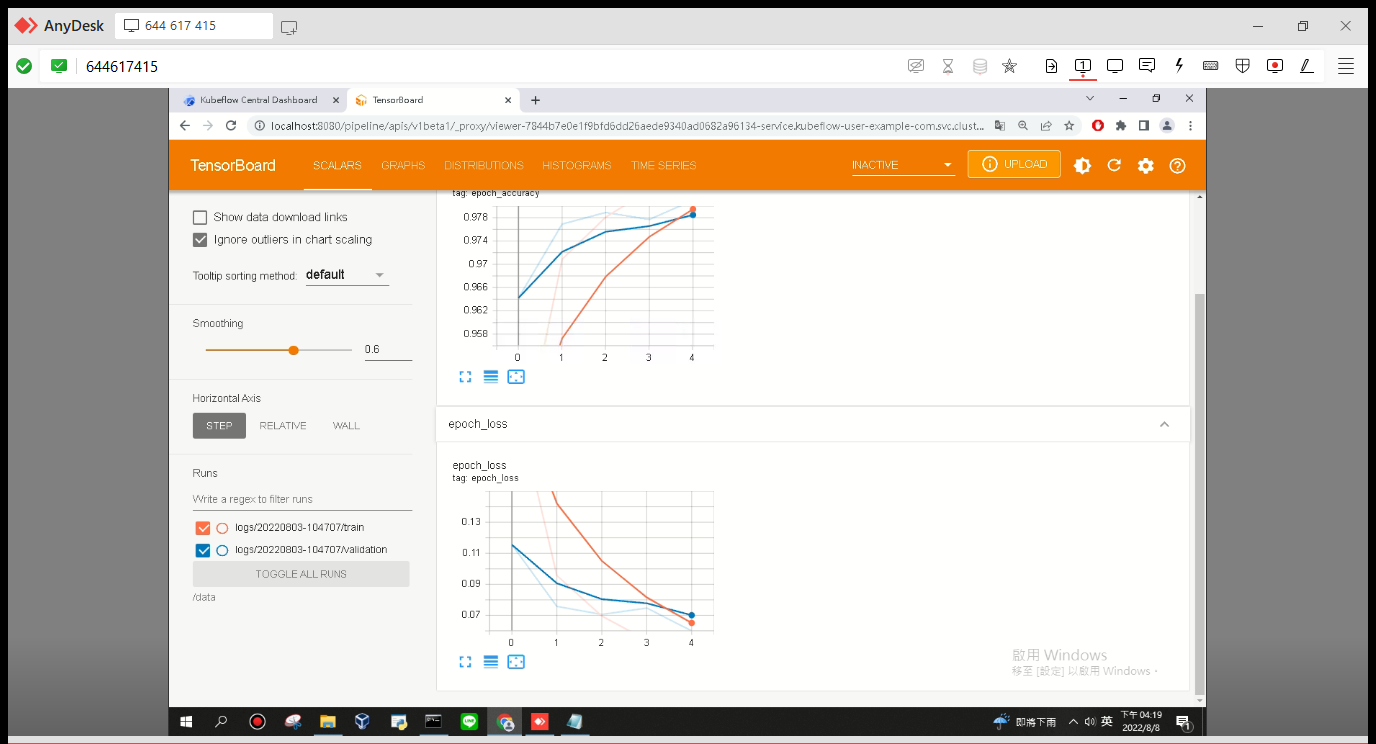 AnyDesk
644 617 415
644617415
1
Kubeflow Central Dashboard
TensorBoard
localhost:8080/pipeline/apis/v1beta1/_proxy/viewer-7844b7e0e1f9bfd6dd26aede9340ad0682a96134-service.kubeflow-user-example-com.svc.clust...
TensorBoard
SCALARS
GRAPHS
DISTRIBUTIONS
HISTOGRAMS
TIME SERIES
INACTIVE
UPLOAD
Show data download links
Ignore outliers in chart scaling
Tooltip sorting method: default
Smoothing
0.6
Horizontal Axis
STEP
RELATIVE
WALL
Runs
Write a regex to filter runs
logs/20220803-104707/train
logs/20220803-104707/validation
TOGGLE ALL RUNS
/data
tag: epoch_accuracy
0.978
0.974
0.97
0.966
0.962
0.958
0 1 2 3 4
epoch_loss
epoch_loss
tag: epoch_loss
0.13
0.11
0.09
0.07
0 1 2 3 4
啟用 Windows
移至 [設定] 以啟用 Windows。
即將下雨
英
下午 04:19
2022/8/8
1